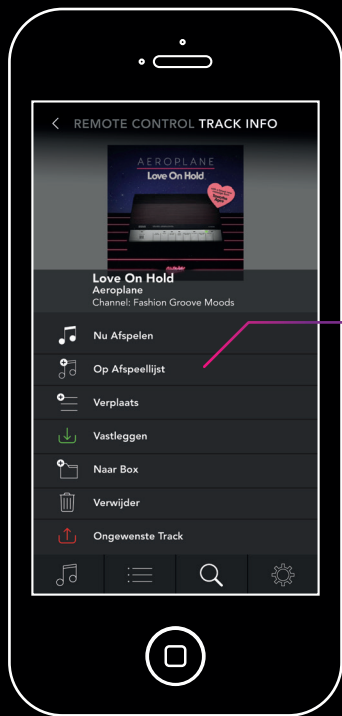 REMOTE CONTROL TRACK INFO
AEROPLANE
Love On Hold
Love On Hold
Aeroplane
Channel: Fashion Groove Moods
Nu Afspelen
Op Afspeellijst
Verplaats
Vastleggen
Naar Box
Verwijder
Ongewenste Track